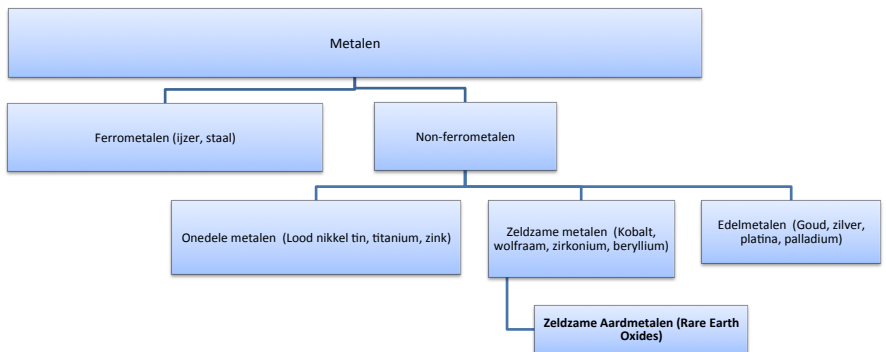 Metalen
Ferrometalen (ijzer, staal)
Non-ferrometalen
Onedele metalen  (Lood nikkel tin, titanium, zink)
Zeldzame metalen  (Kobalt,
wolfraam, zirkonium, beryllium)
Edelmetalen  (Goud, zilver,
platina, palladium)
Zeldzame Aardmetalen (Rare Earth
Oxides)